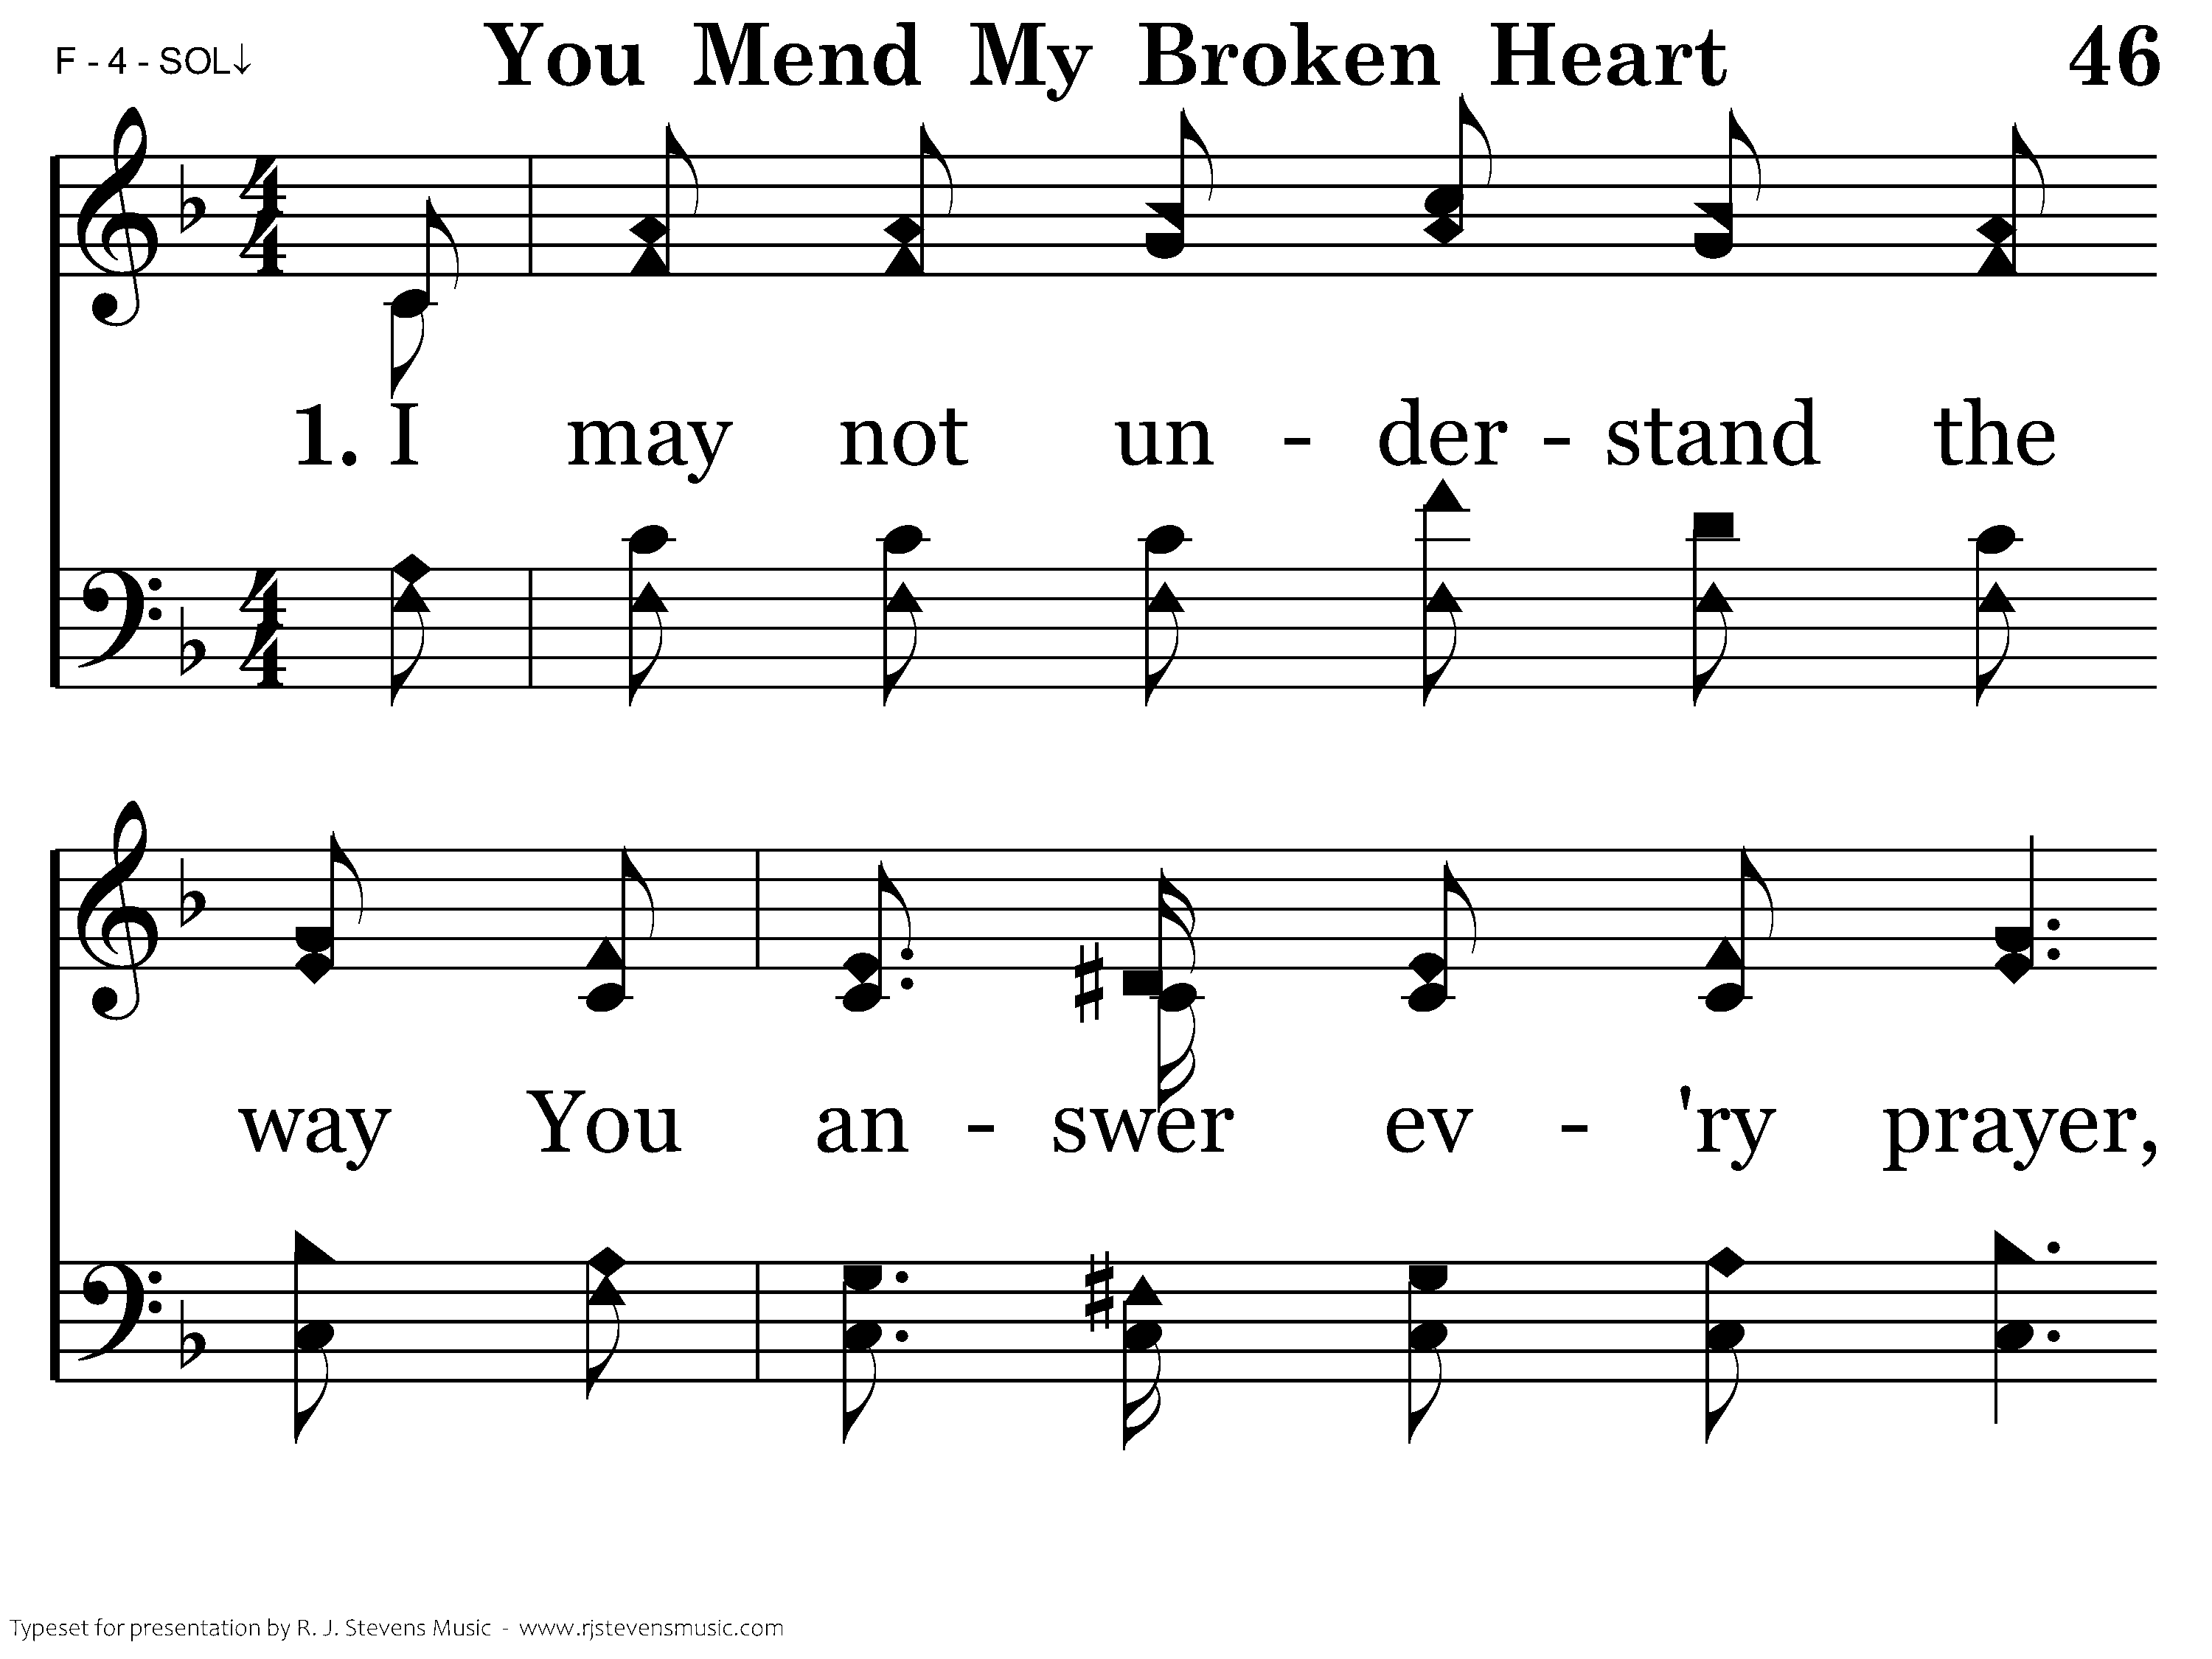 F - 4 - SOL↓ You Mend My Broken Heart 46
1. I may not un - der - stand the
way You an - swer ev - 'ry prayer,
Typeset for presentation by R. J. Stevens Music - www.rjstevensmusic.com